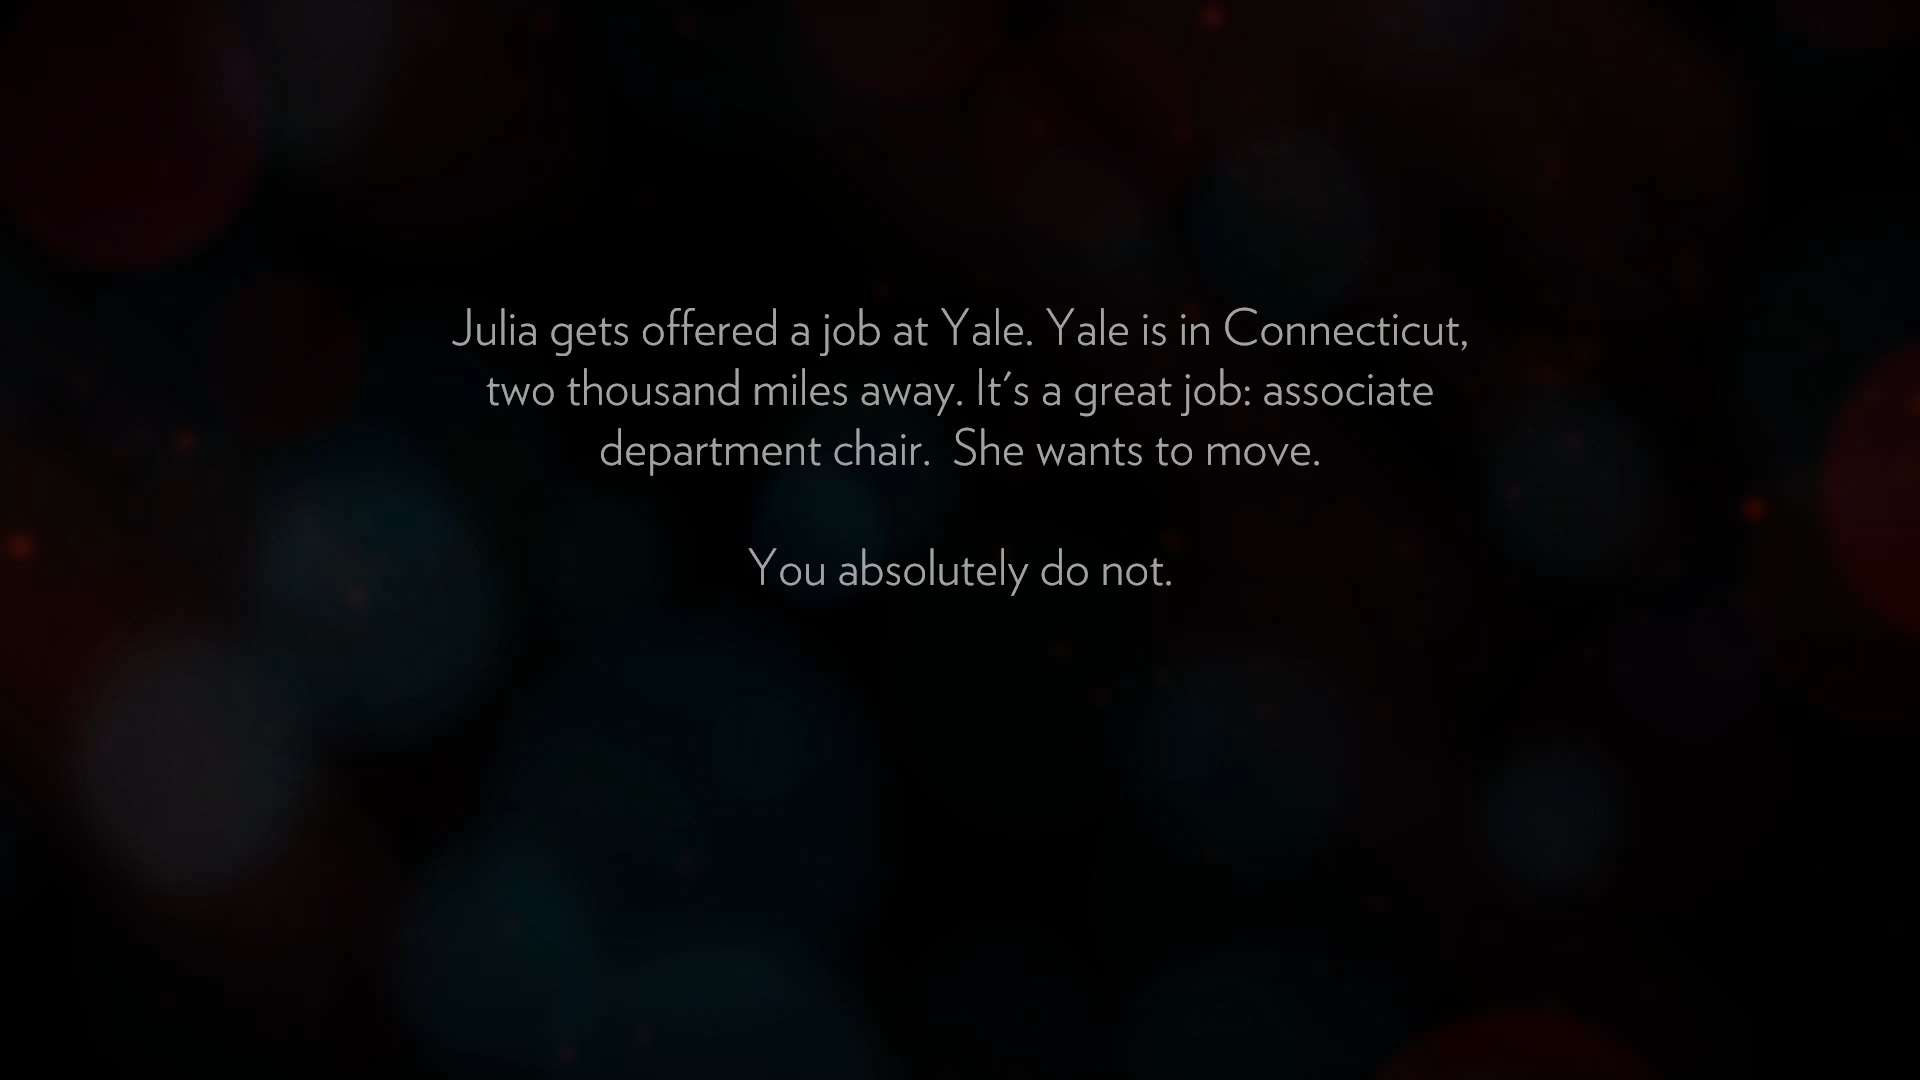 Julia gets offered a job at Yale. Yale is in Connecticut,
two thousand miles away. It's a great job: associate
department chair.  She wants to move.
You absolutely do not.